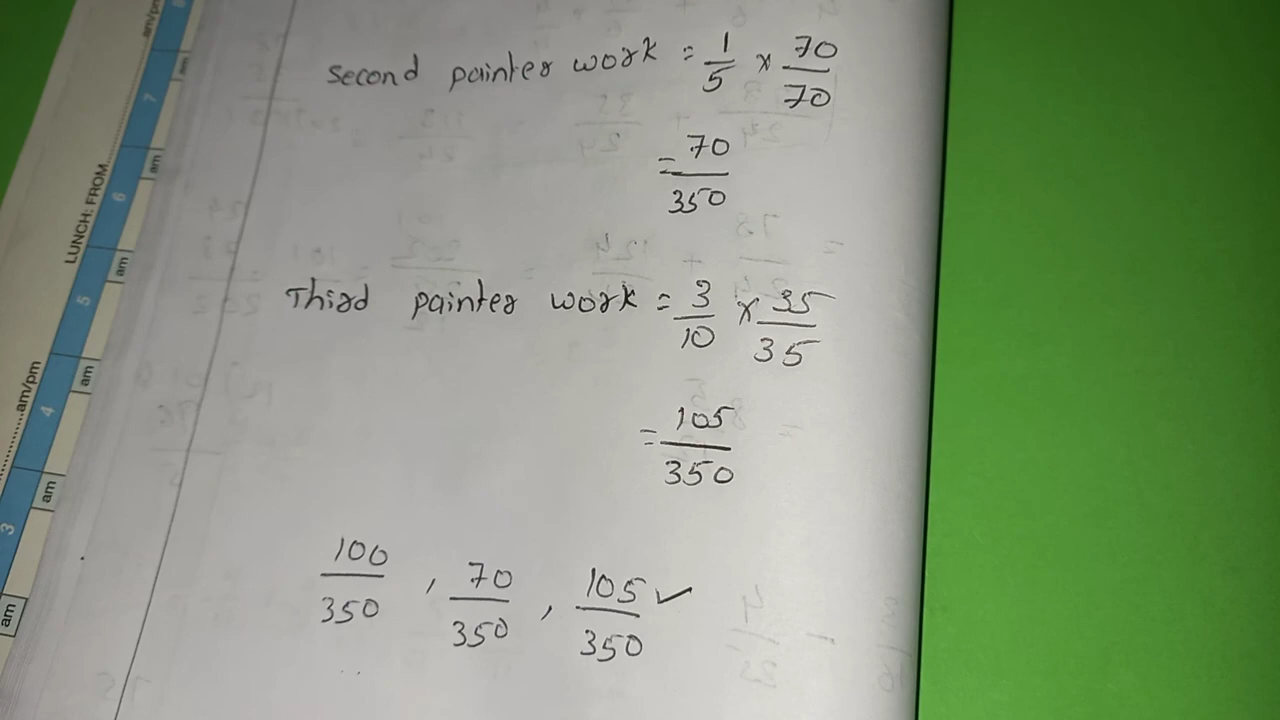 second painter work = 1/5 × 70/70
= 70/350
Third painter work = 3/10 × 35/35
= 105/350
100/350 , 70/350 , 105/350 ✓
LUNCH: FROM
am/pm
am/pm
7 am
6 am
5 am
4 am
3 am